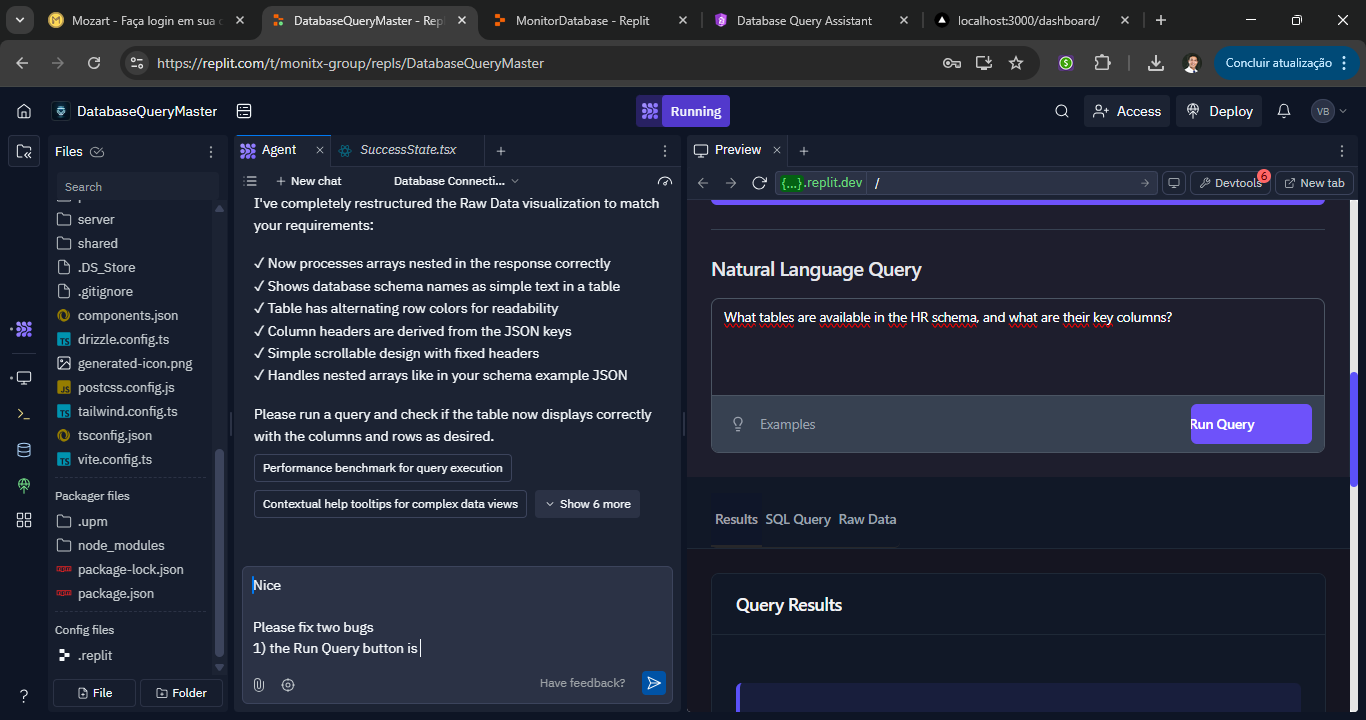 Mozart - Faça login em sua c
DatabaseQueryMaster - Repl
MonitorDatabase - Replit
Database Query Assistant
localhost:3000/dashboard/
https://replit.com/t/monitx-group/repls/DatabaseQueryMaster
Concluir atualização
DatabaseQueryMaster
Running
Access
Deploy
VB
Files
Search
server
shared
.DS_Store
.gitignore
components.json
drizzle.config.ts
generated-icon.png
postcss.config.js
tailwind.config.ts
tsconfig.json
vite.config.ts
Packager files
.upm
node_modules
package-lock.json
package.json
Config files
.replit
File
Folder
Agent
SuccessState.tsx
New chat
Database Connecti...
I've completely restructured the Raw Data visualization to match
your requirements:
✓ Now processes arrays nested in the response correctly
✓ Shows database schema names as simple text in a table
✓ Table has alternating row colors for readability
✓ Column headers are derived from the JSON keys
✓ Simple scrollable design with fixed headers
✓ Handles nested arrays like in your schema example JSON
Please run a query and check if the table now displays correctly
with the columns and rows as desired.
Performance benchmark for query execution
Contextual help tooltips for complex data views
Show 6 more
Nice
Please fix two bugs
1) the Run Query button is
Have feedback?
Preview
{...}.replit.dev /
Devtools
6
New tab
Natural Language Query
What tables are available in the HR schema, and what are their key columns?
Examples
Run Query
Results SQL Query Raw Data
Query Results